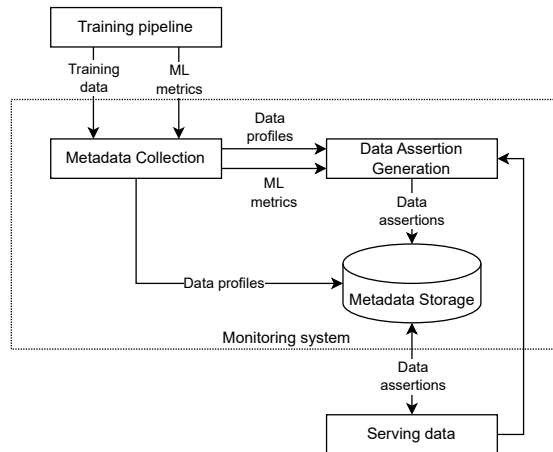 Training pipeline
Training
data
ML
metrics
Metadata Collection
Data
profiles
ML
metrics
Data Assertion
Generation
Data
assertions
Data profiles
Metadata Storage
Monitoring system
Data
assertions
Serving data